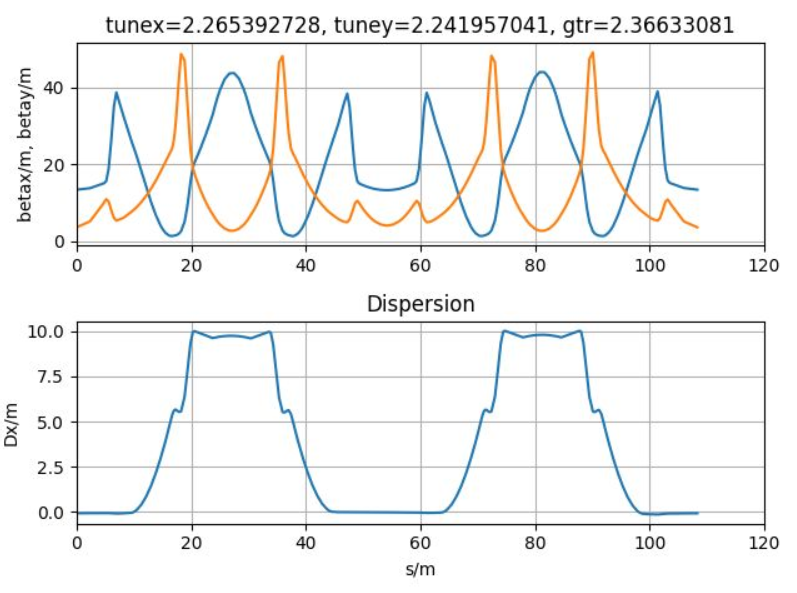 tunex=2.265392728, tuney=2.241957041, gtr=2.36633081
betax/m, betay/m
40
20
0
0 20 40 60 80 100 120
Dispersion
Dx/m
10.0
7.5
5.0
2.5
0.0
0 20 40 60 80 100 120
s/m